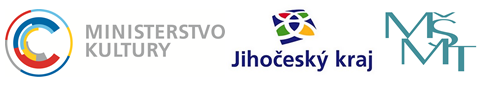 MINISTERSTVO
KULTURY
Jihočeský kraj
MŠ
MT